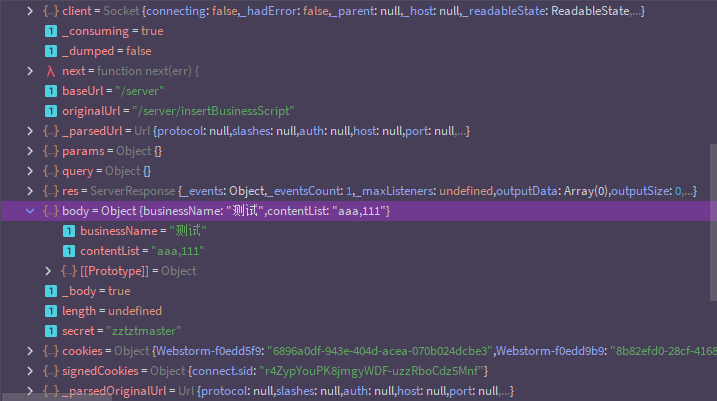 {...} client = Socket {connecting: false,_hadError: false,_parent: null,_host: null,_readableState: ReadableState,...}
_consuming = true
_dumped = false
λ next = function next(err) {
baseUrl = "/server"
originalUrl = "/server/insertBusinessScript"
{...} _parsedUrl = Url {protocol: null,slashes: null,auth: null,host: null,port: null,...}
{...} params = Object {}
{...} query = Object {}
{...} res = ServerResponse {_events: Object,_eventsCount: 1,_maxListeners: undefined,outputData: Array(0),outputSize: 0,...}
{...} body = Object {businessName: "测试",contentList: "aaa,111"}
businessName = "测试"
contentList = "aaa,111"
{...} [[Prototype]] = Object
_body = true
length = undefined
secret = "zztztmaster"
{...} cookies = Object {Webstorm-f0edd5f9: "6896a0df-943e-404d-acea-070b024dcbe3",Webstorm-f0edd9b9: "8b82efd0-28cf-4168
{...} signedCookies = Object {connect.sid: "r4ZypYouPK8jmgyWDF-uzzRboCdz5Mnf"}
{...} _parsedOriginalUrl = Url {protocol: null,slashes: null,auth: null,host: null,port: null,...}